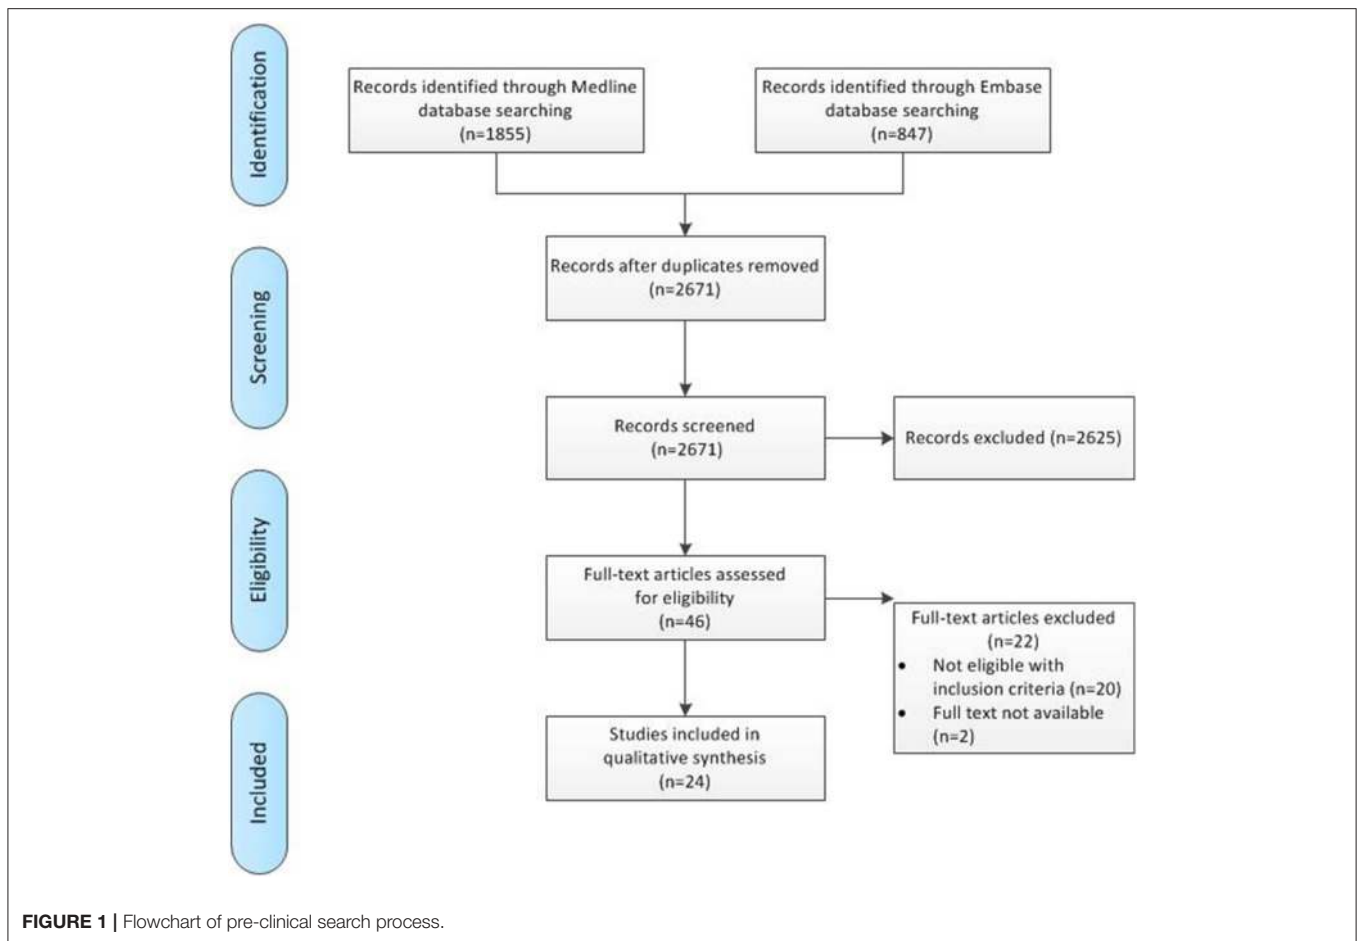 Identification
Records identified through Medline
database searching
(n=1855)
Records identified through Embase
database searching
(n=847)
Screening
Records after duplicates removed
(n=2671)
Records screened
(n=2671)
Records excluded (n=2625)
Eligibility
Full-text articles assessed
for eligibility
(n=46)
Full-text articles excluded
(n=22)
• Not eligible with
inclusion criteria (n=20)
• Full text not available
(n=2)
Included
Studies included in
qualitative synthesis
(n=24)
FIGURE 1 | Flowchart of pre-clinical search process.